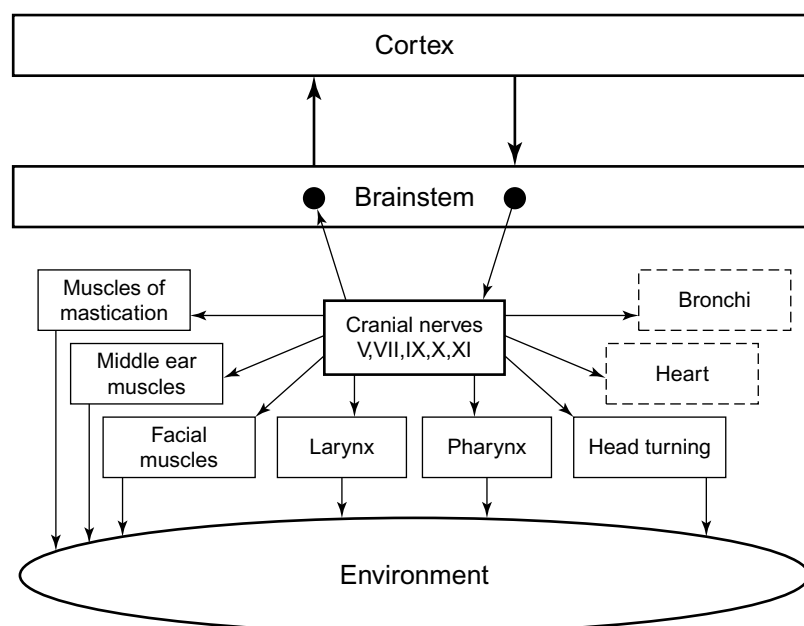 Cortex
Brainstem
Muscles of
mastication
Cranial nerves
V,VII,IX,X,XI
Bronchi
Middle ear
muscles
Heart
Facial
muscles
Larynx
Pharynx
Head turning
Environment